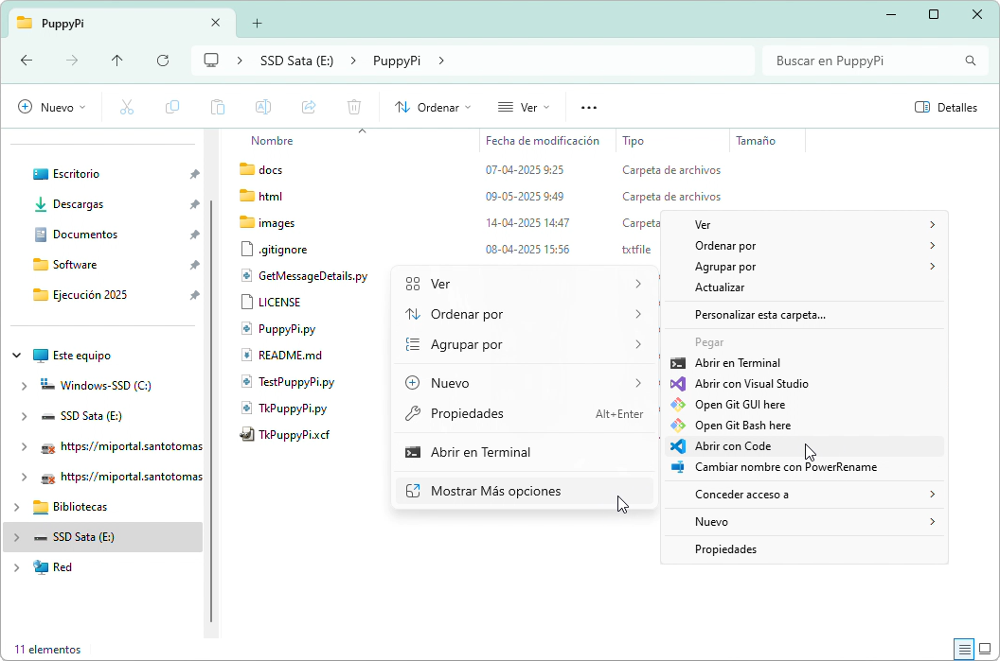 PuppyPi
SSD Sata (E:)
PuppyPi
Buscar en PuppyPi
Nuevo
Ordenar
Ver
Detalles
Nombre
Fecha de modificación
Tipo
Tamaño
Escritorio
Descargas
Documentos
Software
Ejecución 2025
Este equipo
Windows-SSD (C:)
SSD Sata (E:)
https://miportal.santotomas
https://miportal.santotomas
Bibliotecas
SSD Sata (E:)
Red
docs 07-04-2025 9:25 Carpeta de archivos
html 09-05-2025 9:49 Carpeta de archivos
images 14-04-2025 14:47 Carpeta
.gitignore 08-04-2025 15:56 txtfile
GetMessageDetails.py
LICENSE
PuppyPi.py
README.md
TestPuppyPi.py
TkPuppyPi.py
TkPuppyPi.xcf
Ver
Ordenar por
Agrupar por
Nuevo
Propiedades Alt+Enter
Abrir en Terminal
Mostrar Más opciones
Ver
Ordenar por
Agrupar por
Actualizar
Personalizar esta carpeta...
Pegar
Abrir en Terminal
Abrir con Visual Studio
Open Git GUI here
Open Git Bash here
Abrir con Code
Cambiar nombre con PowerRename
Conceder acceso a
Nuevo
Propiedades
11 elementos